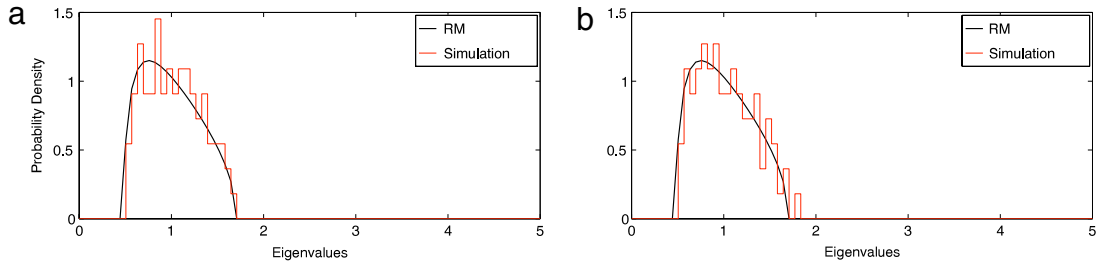 a
1.5
1
0.5
0
Probability Density
RM
Simulation
0 1 2 3 4 5
Eigenvalues
b
1.5
1
0.5
0
RM
Simulation
0 1 2 3 4 5
Eigenvalues